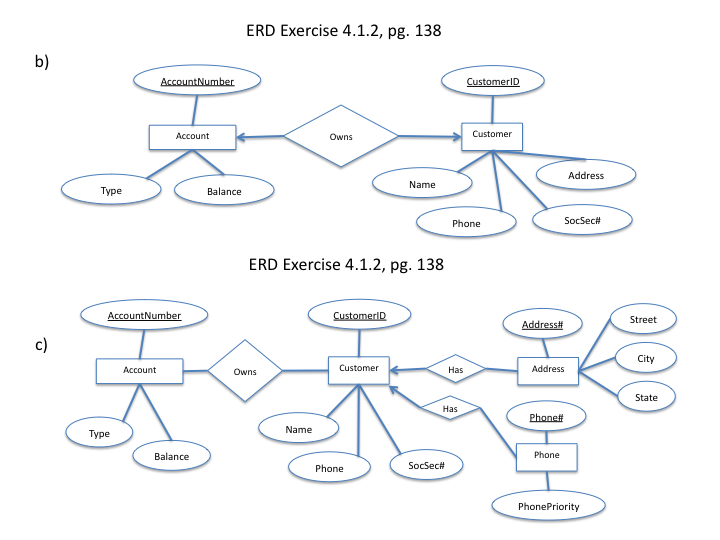 ERD Exercise 4.1.2, pg. 138
b)
AccountNumber
CustomerID
Account
Owns
Customer
Type
Balance
Name
Address
Phone
SocSec#
ERD Exercise 4.1.2, pg. 138
c)
AccountNumber
CustomerID
Address#
Street
City
State
Account
Owns
Customer
Has
Address
Has
Phone#
Type
Balance
Name
Phone
SocSec#
Phone
PhonePriority